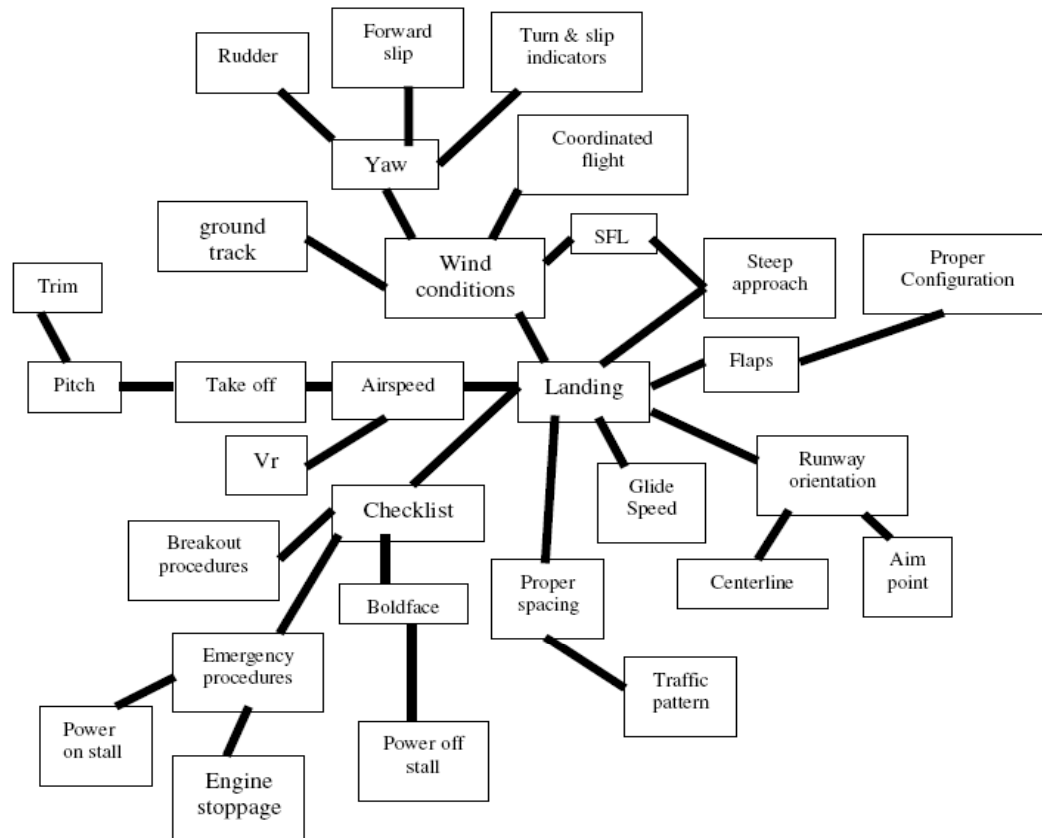 Rudder
Forward
slip
Turn & slip
indicators
Yaw
Coordinated
flight
ground
track
SFL
Wind
conditions
Steep
approach
Proper
Configuration
Trim
Pitch
Take off
Airspeed
Landing
Flaps
Vr
Glide
Speed
Runway
orientation
Checklist
Breakout
procedures
Boldface
Proper
spacing
Centerline
Aim
point
Emergency
procedures
Traffic
pattern
Power
on stall
Engine
stoppage
Power off
stall